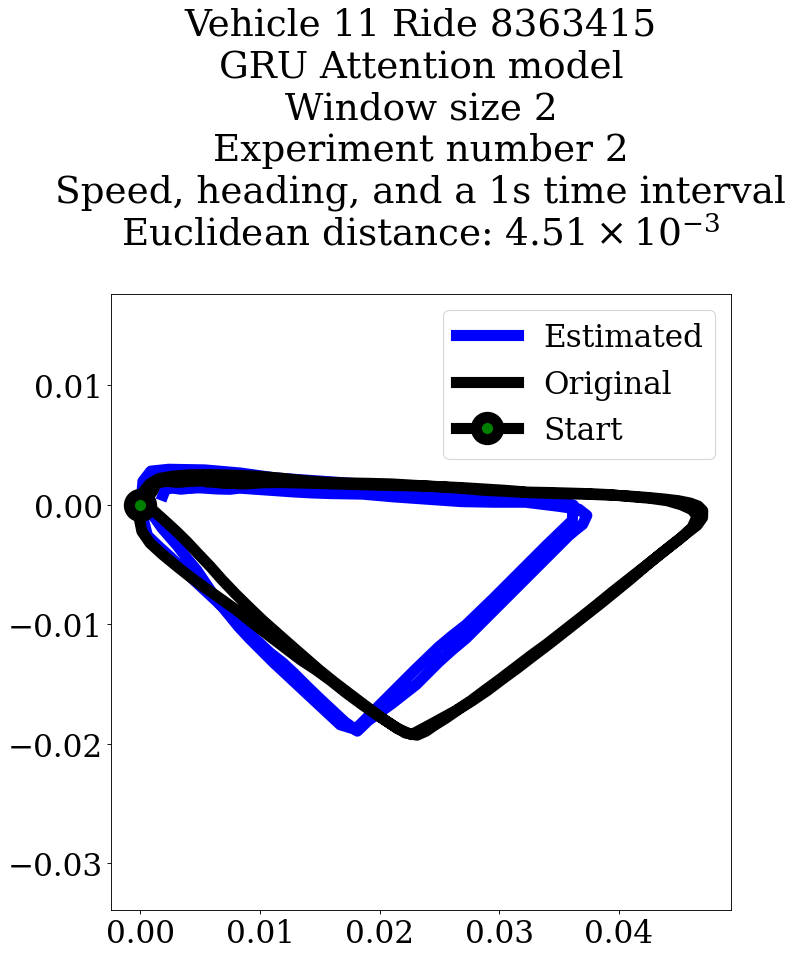 Vehicle 11 Ride 8363415
GRU Attention model
Window size 2
Experiment number 2
Speed, heading, and a 1s time interval
Euclidean distance: 4.51 × 10⁻³
Estimated
Original
Start
0.01
0.00
−0.01
−0.02
−0.03
0.00 0.01 0.02 0.03 0.04